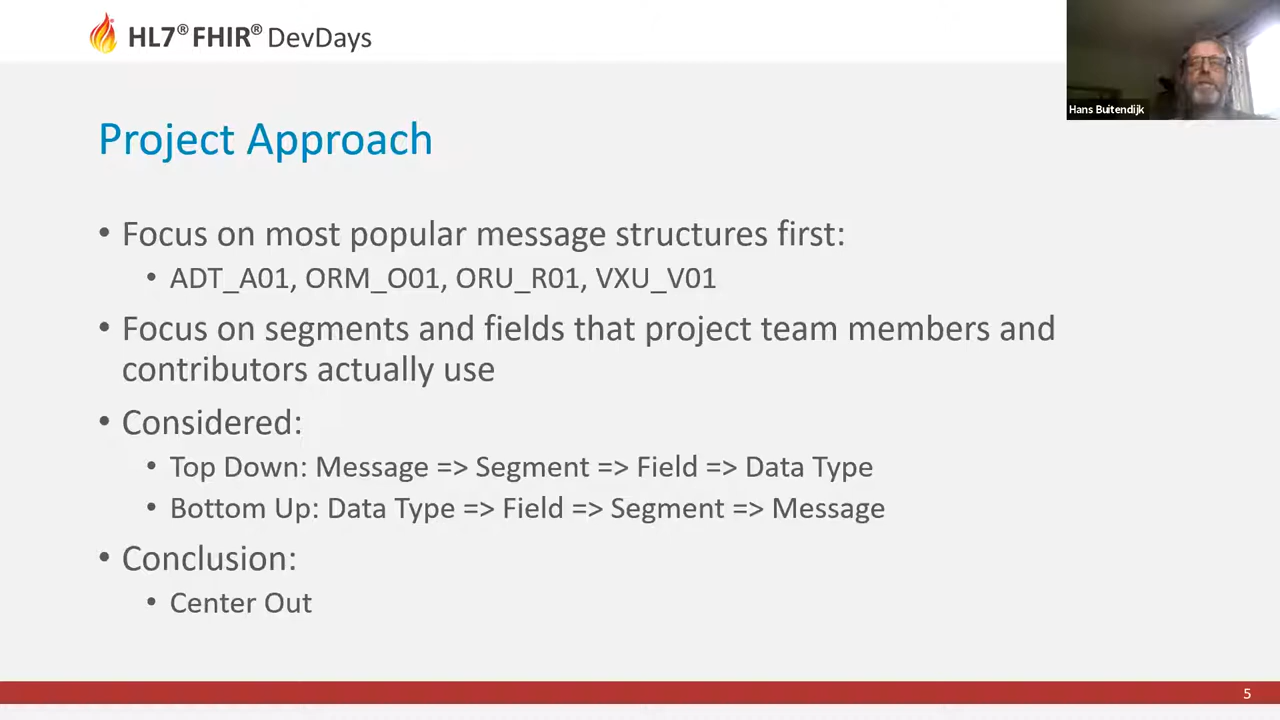 HL7® FHIR® DevDays
Hans Buitendijk
Project Approach
• Focus on most popular message structures first:
• ADT_A01, ORM_O01, ORU_R01, VXU_V01
• Focus on segments and fields that project team members and
contributors actually use
• Considered:
• Top Down: Message => Segment => Field => Data Type
• Bottom Up: Data Type => Field => Segment => Message
• Conclusion:
• Center Out
5